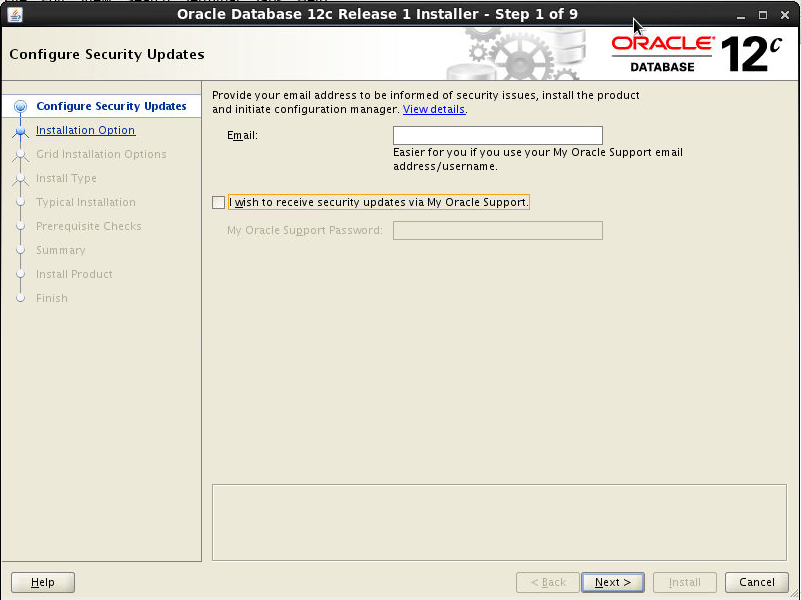 Oracle Database 12c Release 1 Installer - Step 1 of 9
Configure Security Updates
ORACLE®
DATABASE
12c
Configure Security Updates
Installation Option
Grid Installation Options
Install Type
Typical Installation
Prerequisite Checks
Summary
Install Product
Finish
Provide your email address to be informed of security issues, install the product
and initiate configuration manager. View details.
Email:
Easier for you if you use your My Oracle Support email
address/username.
I wish to receive security updates via My Oracle Support.
My Oracle Support Password:
Help
< Back
Next >
Install
Cancel